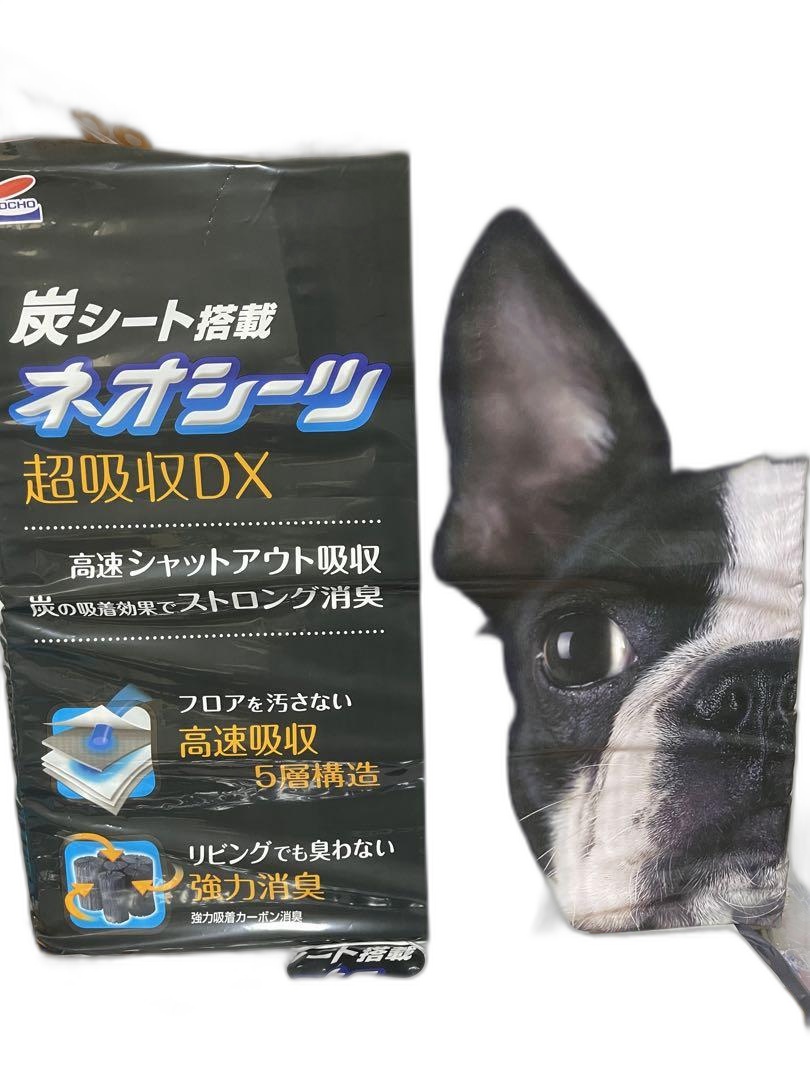 OCHO
炭シート搭載
ネオシーツ
超吸収DX
高速シャットアウト吸収
炭の吸着効果でストロング消臭
フロアを汚さない
高速吸収
5層構造
リビングでも臭わない
強力消臭
強力吸着カーボン消臭
ート搭載